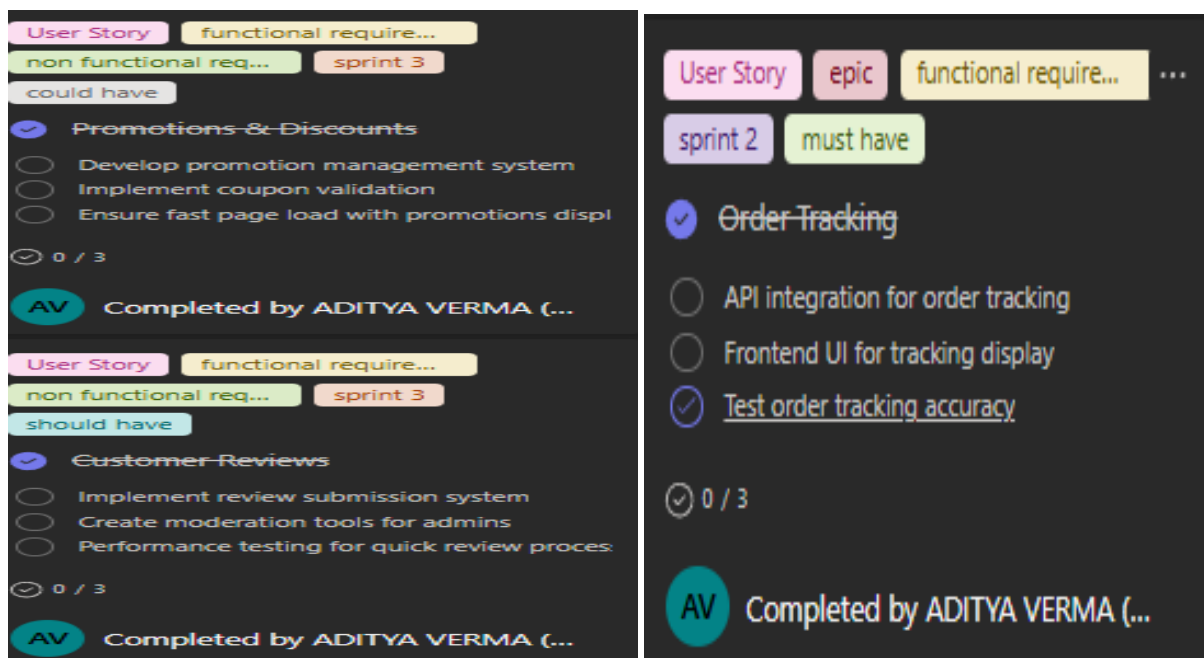 User Story functional require...
non functional req... sprint 3
could have
Promotions & Discounts
Develop promotion management system
Implement coupon validation
Ensure fast page load with promotions displ
0 / 3
AV Completed by ADITYA VERMA (...
User Story functional require...
non functional req... sprint 3
should have
Customer Reviews
Implement review submission system
Create moderation tools for admins
Performance testing for quick review proces
0 / 3
AV Completed by ADITYA VERMA (...
User Story epic functional require... ...
sprint 2 must have
Order Tracking
API integration for order tracking
Frontend UI for tracking display
Test order tracking accuracy
0 / 3
AV Completed by ADITYA VERMA (...